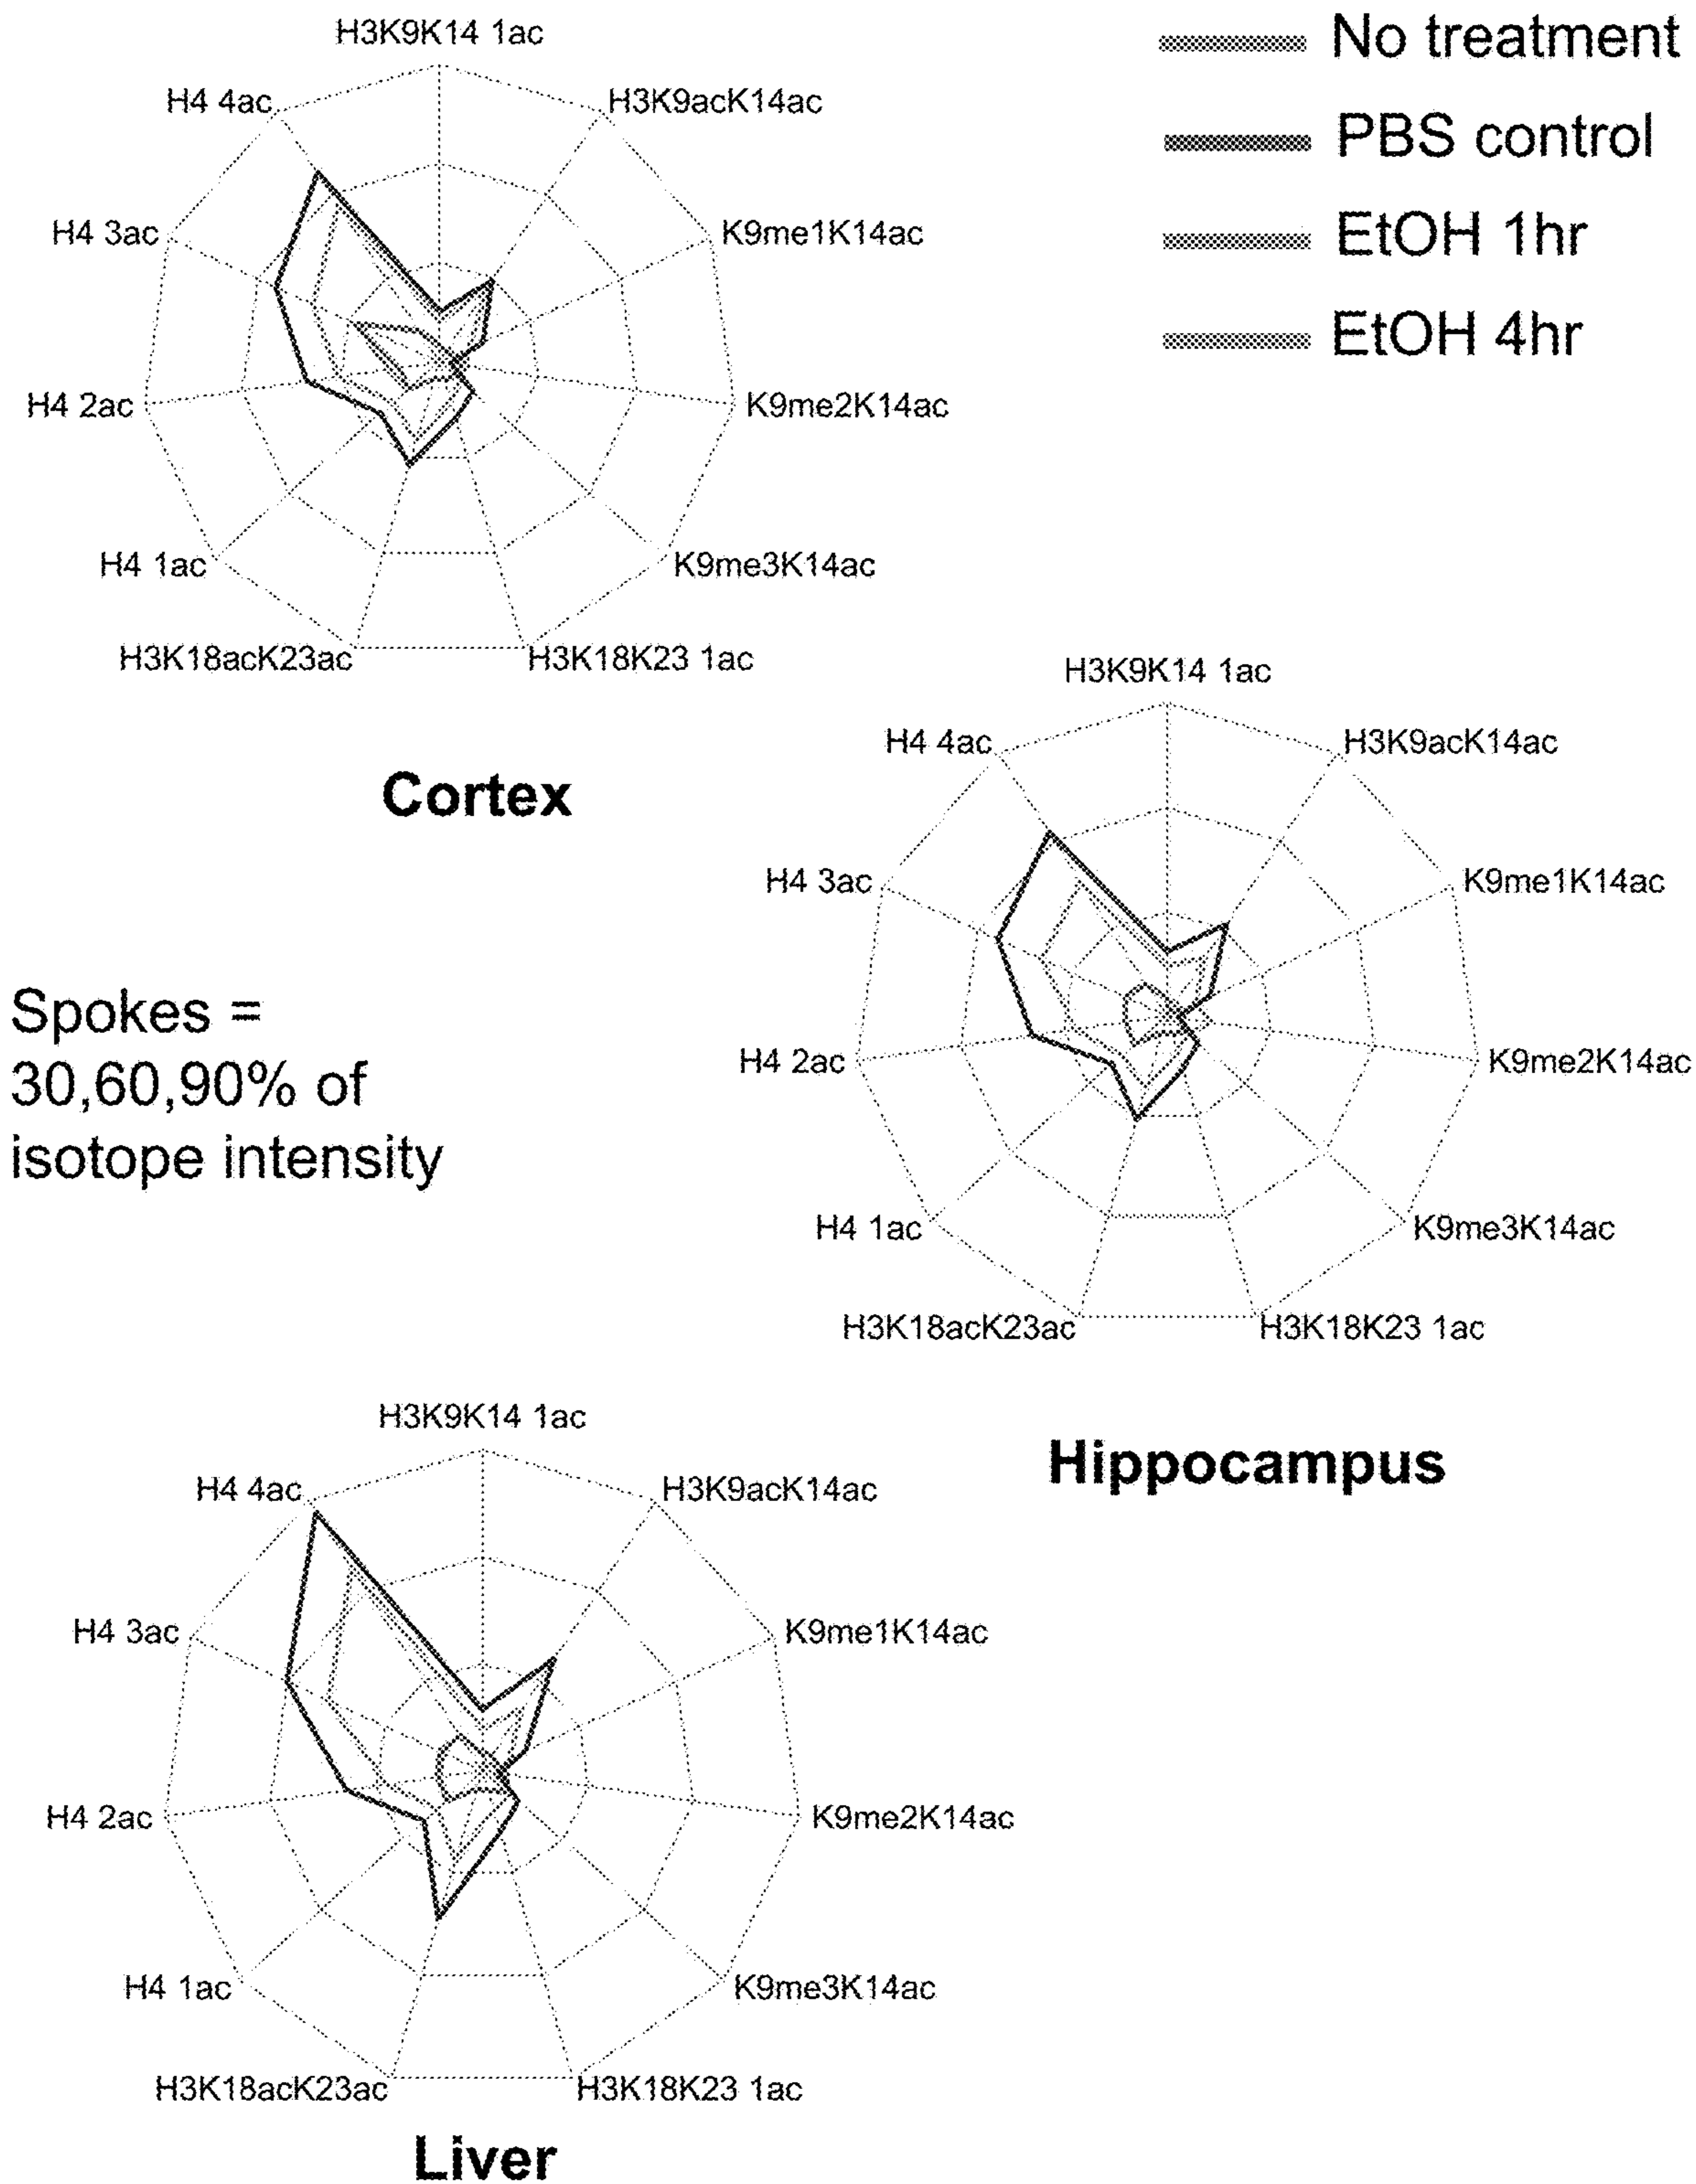 No treatment
PBS control
EtOH 1hr
EtOH 4hr
H3K9K14 1ac
H4 4ac
H3K9acK14ac
H4 3ac
K9me1K14ac
H4 2ac
K9me2K14ac
H4 1ac
K9me3K14ac
H3K18acK23ac
H3K18K23 1ac
Cortex
H3K9K14 1ac
H4 4ac
H3K9acK14ac
H4 3ac
K9me1K14ac
H4 2ac
K9me2K14ac
H4 1ac
K9me3K14ac
H3K18acK23ac
H3K18K23 1ac
Hippocampus
Spokes =
30,60,90% of
isotope intensity
H3K9K14 1ac
H4 4ac
H3K9acK14ac
H4 3ac
K9me1K14ac
H4 2ac
K9me2K14ac
H4 1ac
K9me3K14ac
H3K18acK23ac
H3K18K23 1ac
Liver